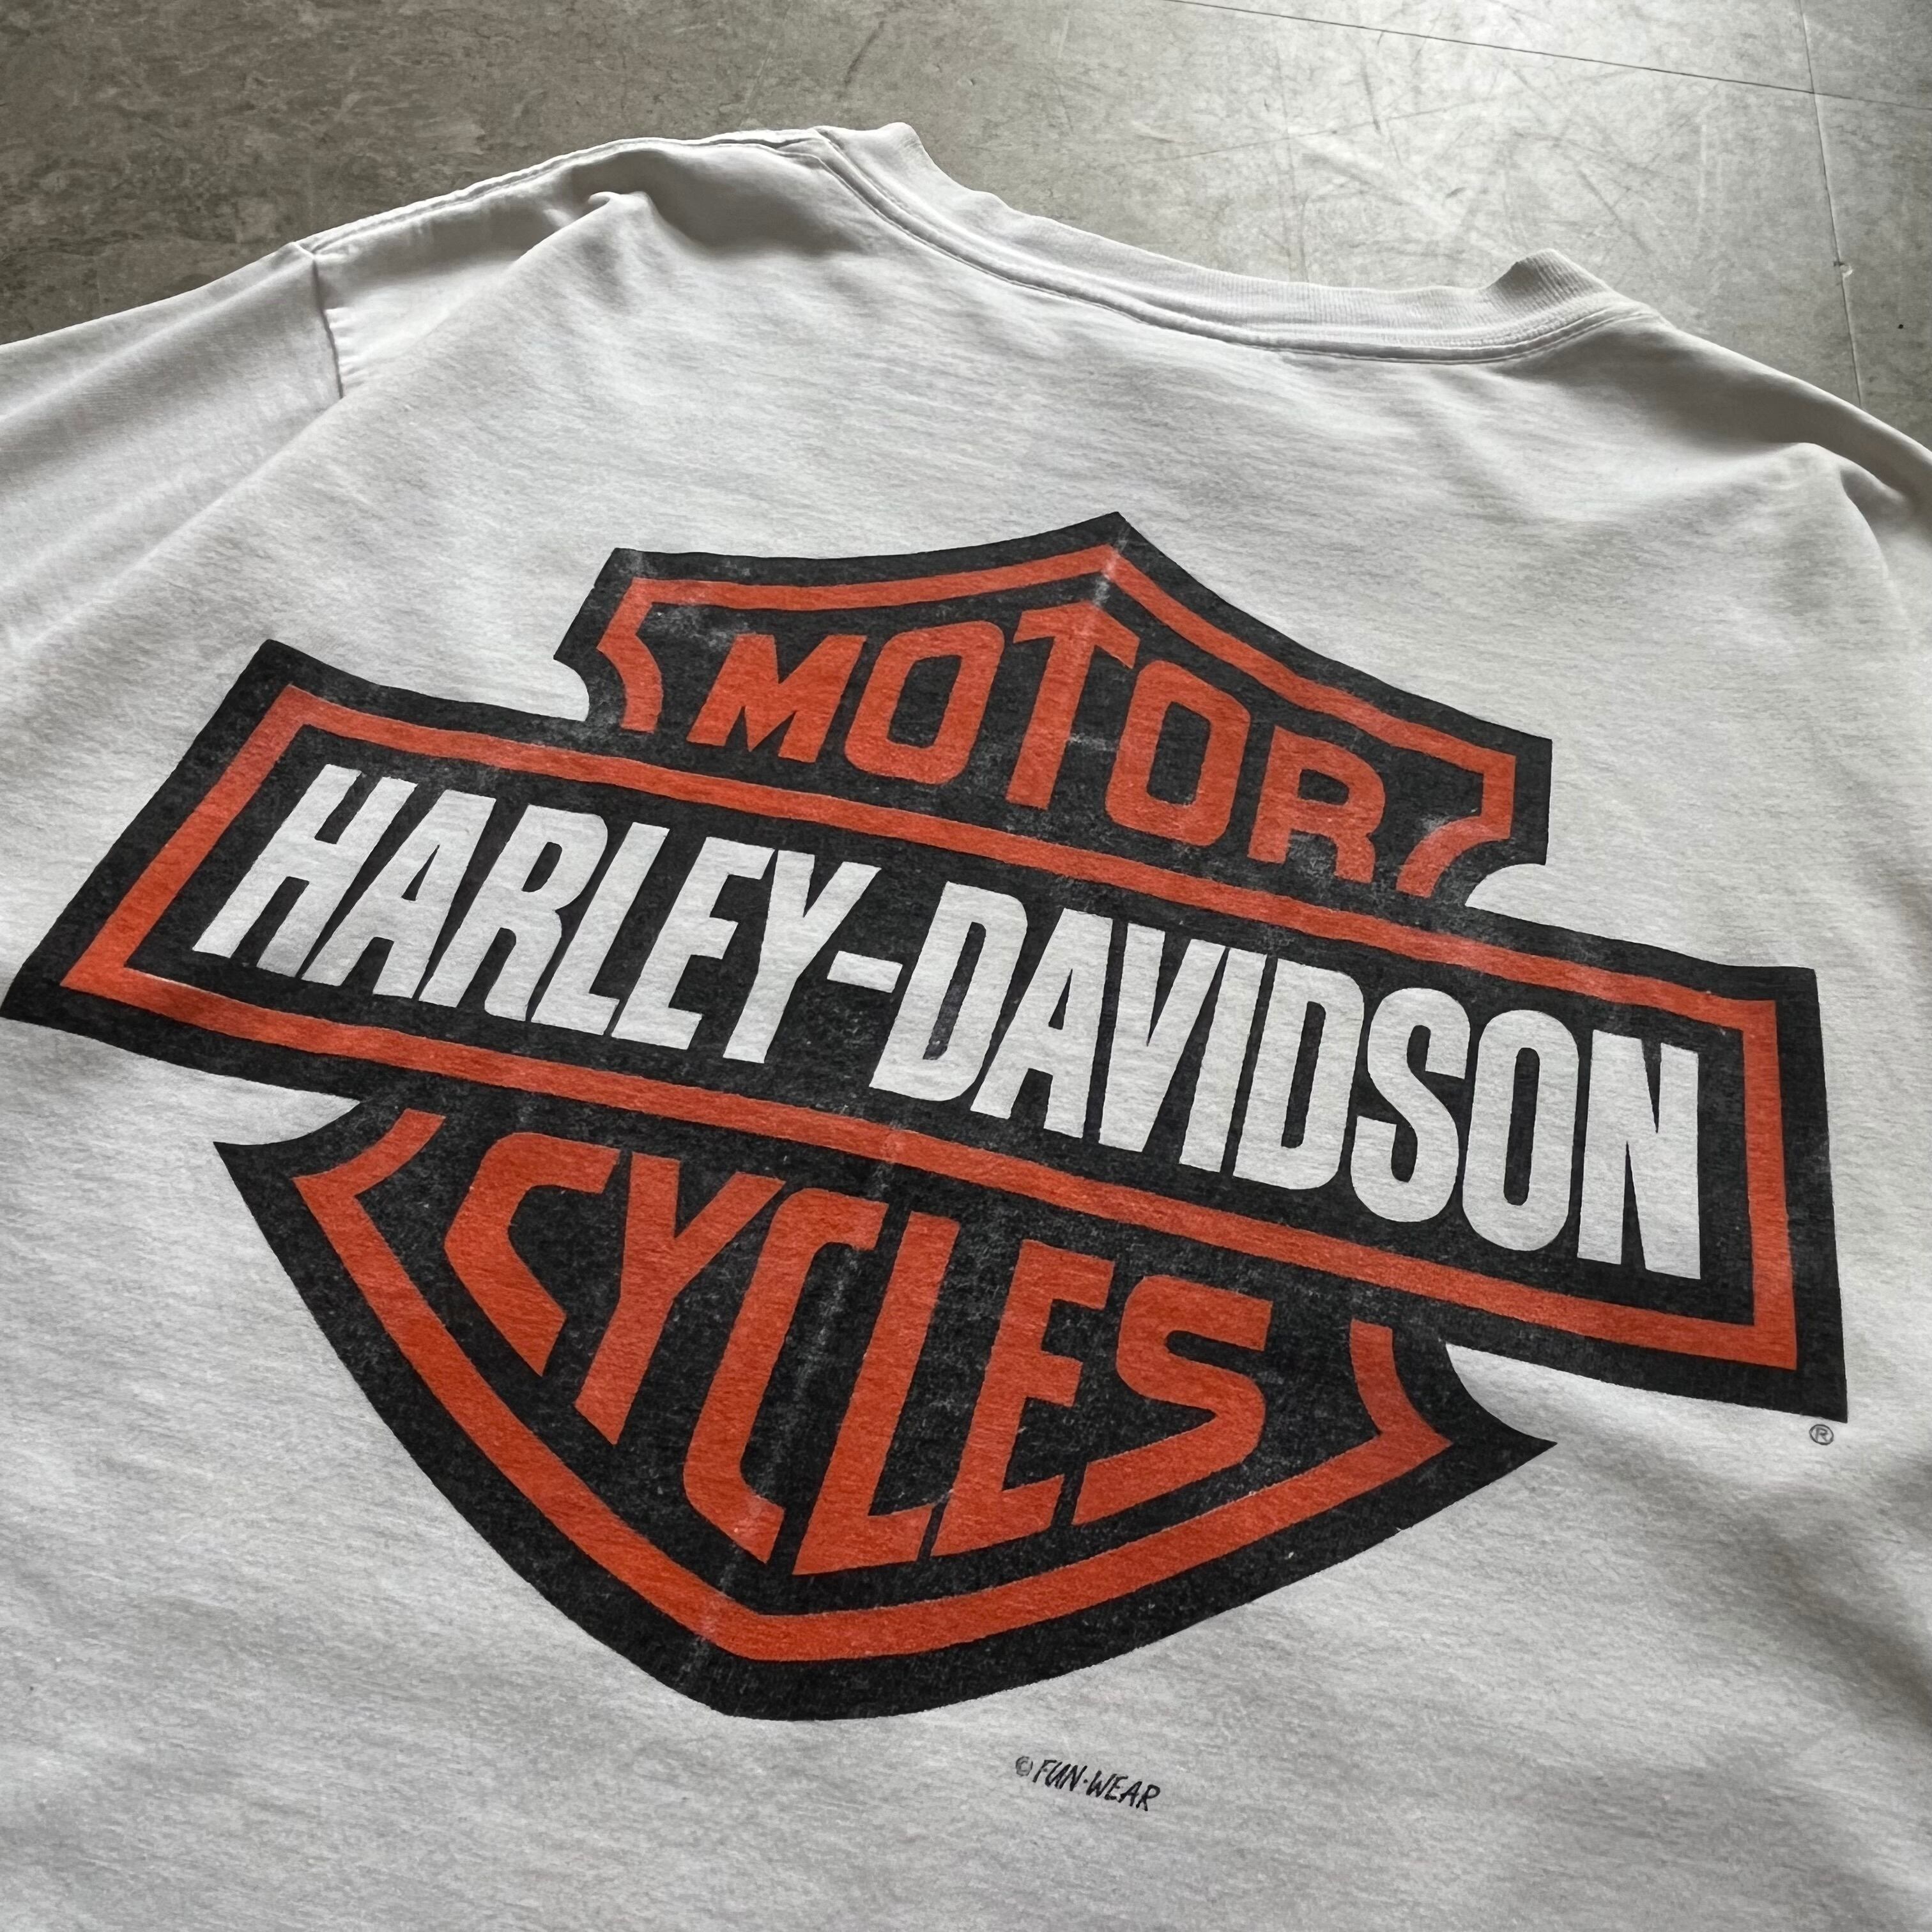 MOTOR
HARLEY-DAVIDSON
CYCLES
®
© FUN·WEAR